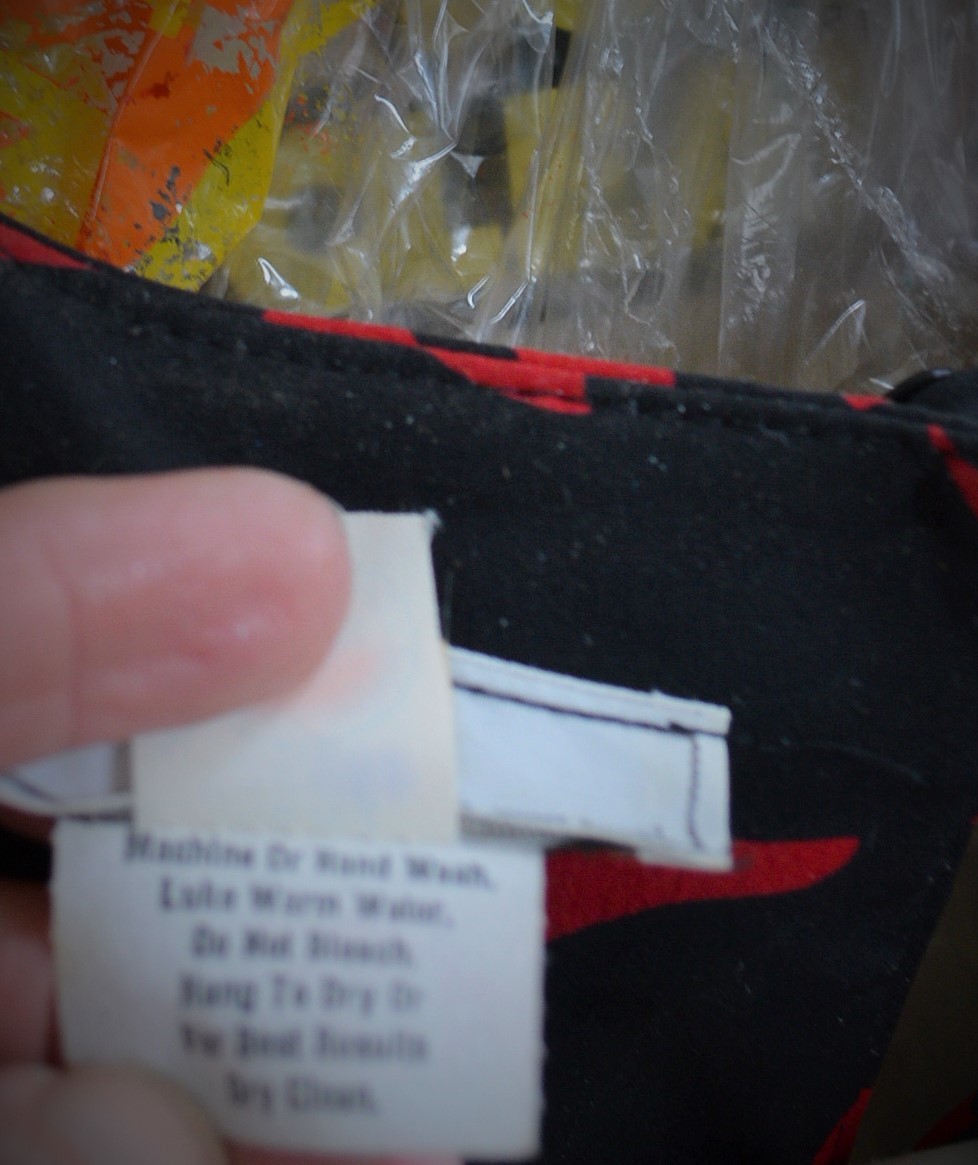 Machine Or Hand Wash,
Luke Warm Water,
Do Not Bleach,
Hang To Dry Or
For Best Results
Dry Clean.